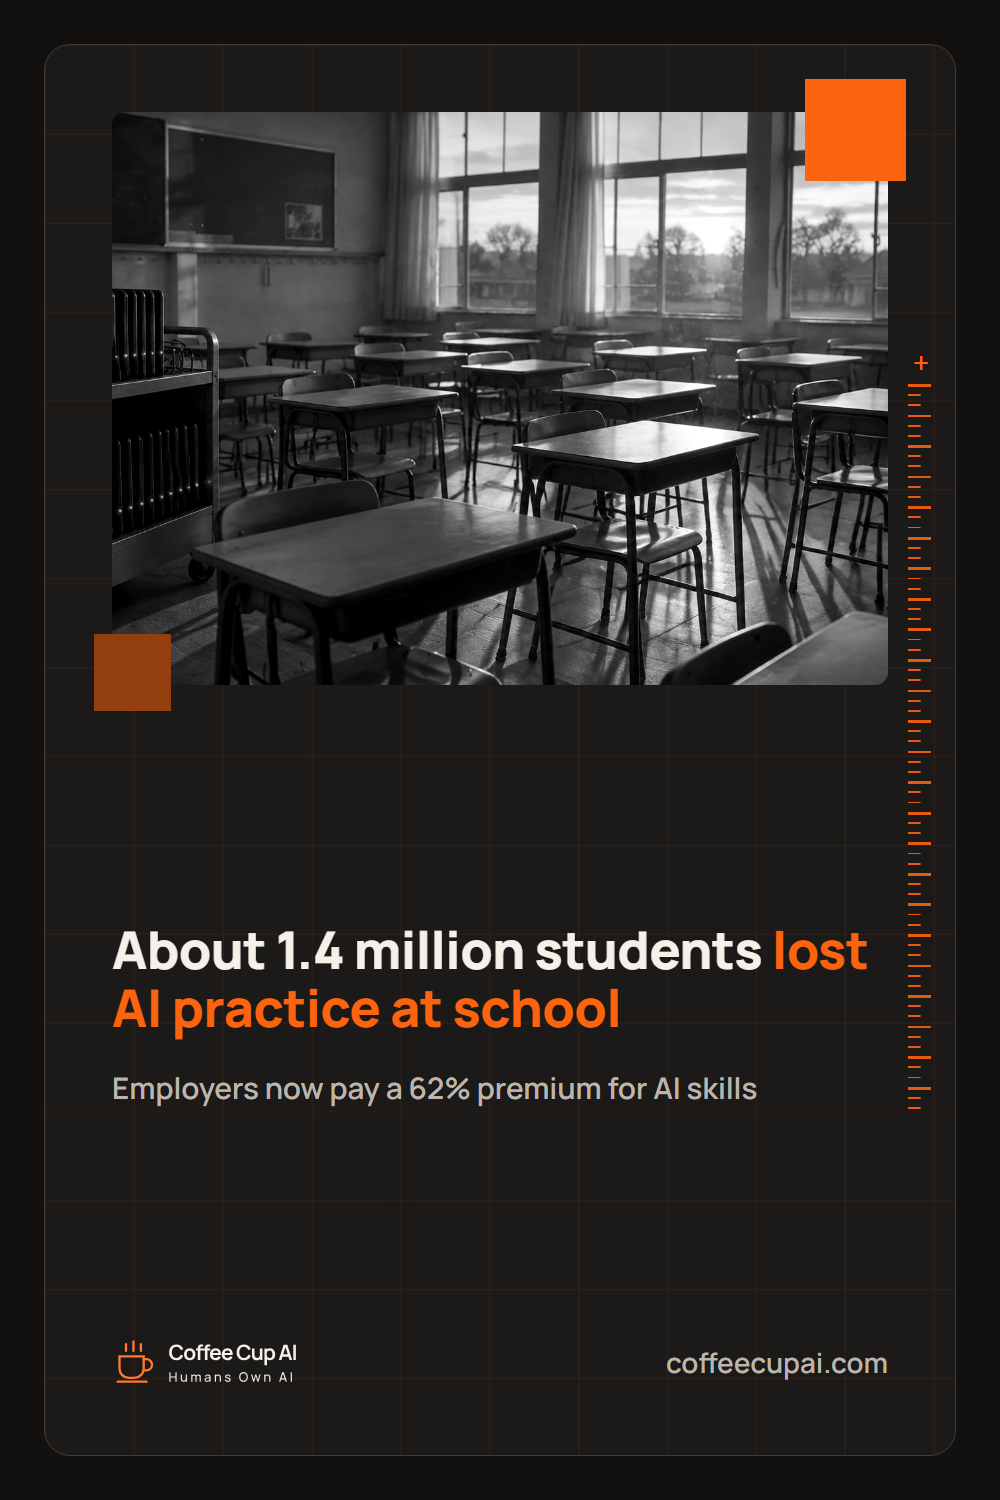 About 1.4 million students lost
AI practice at school
Employers now pay a 62% premium for AI skills
Coffee Cup AI
Humans Own AI
coffeecupai.com